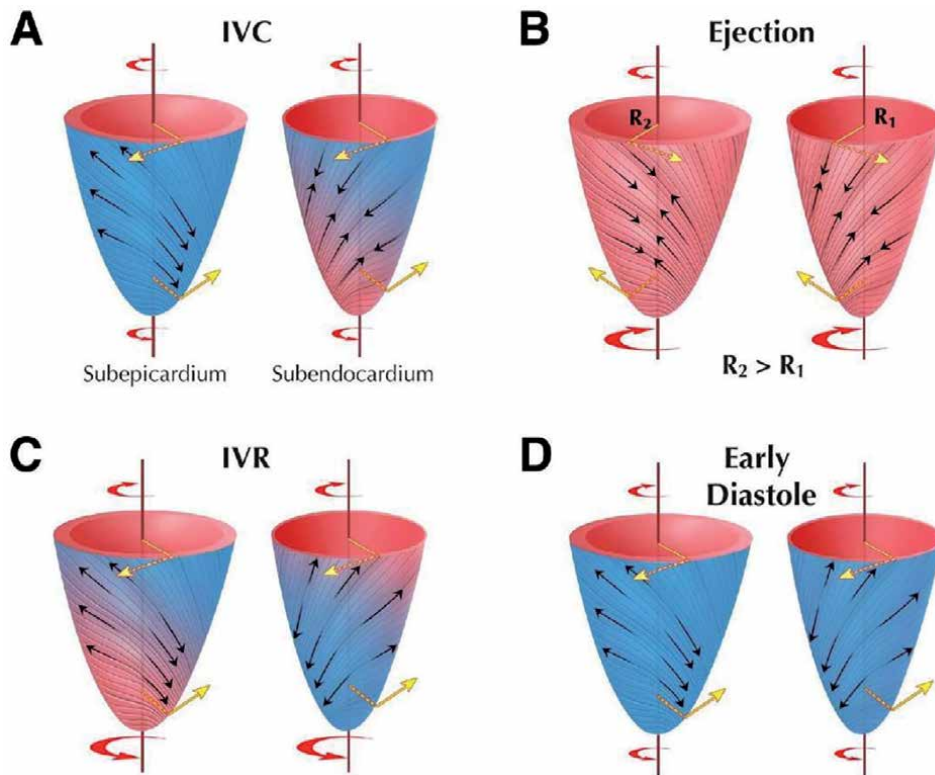 A
IVC
Subepicardium
Subendocardium
B
Ejection
R₂
R₁
R₂ > R₁
C
IVR
D
Early
Diastole